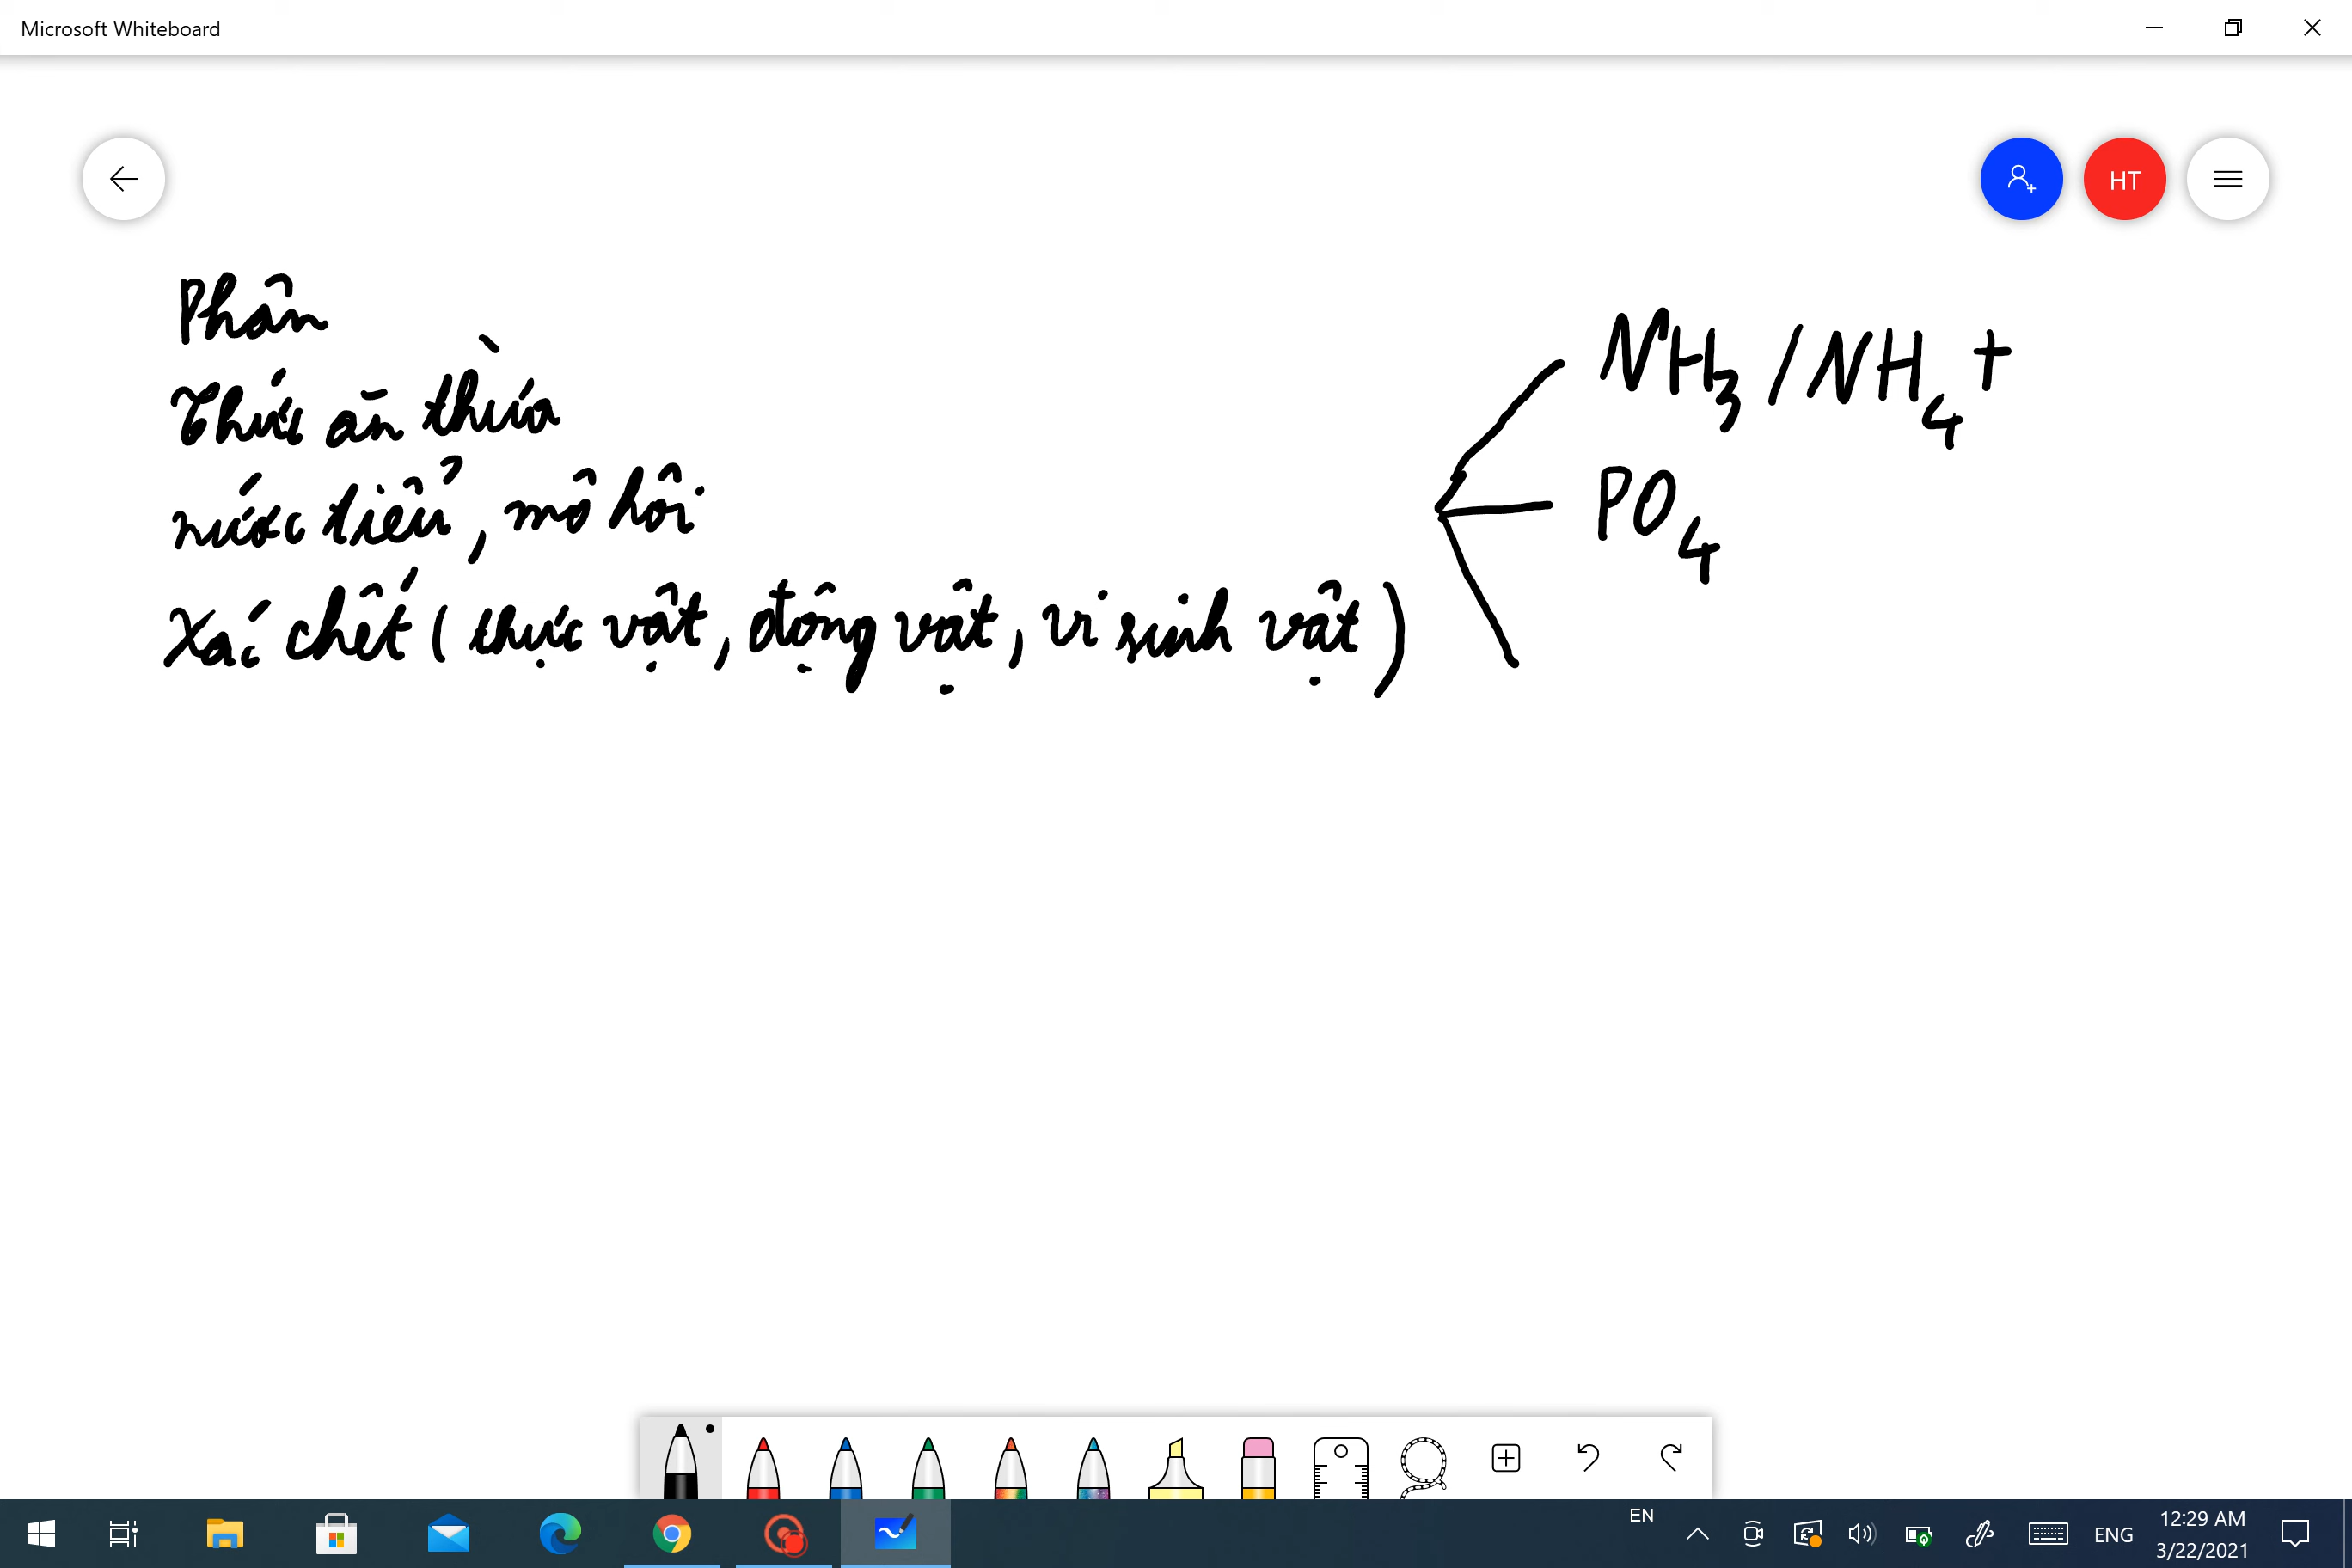 Microsoft Whiteboard
HT
Phân
Thức ăn thừa
nước tiểu, mồ hôi
Xác chết (thực vật, động vật, vi sinh vật)
NH3/NH4+
PO4
EN
ENG
12:29 AM
3/22/2021